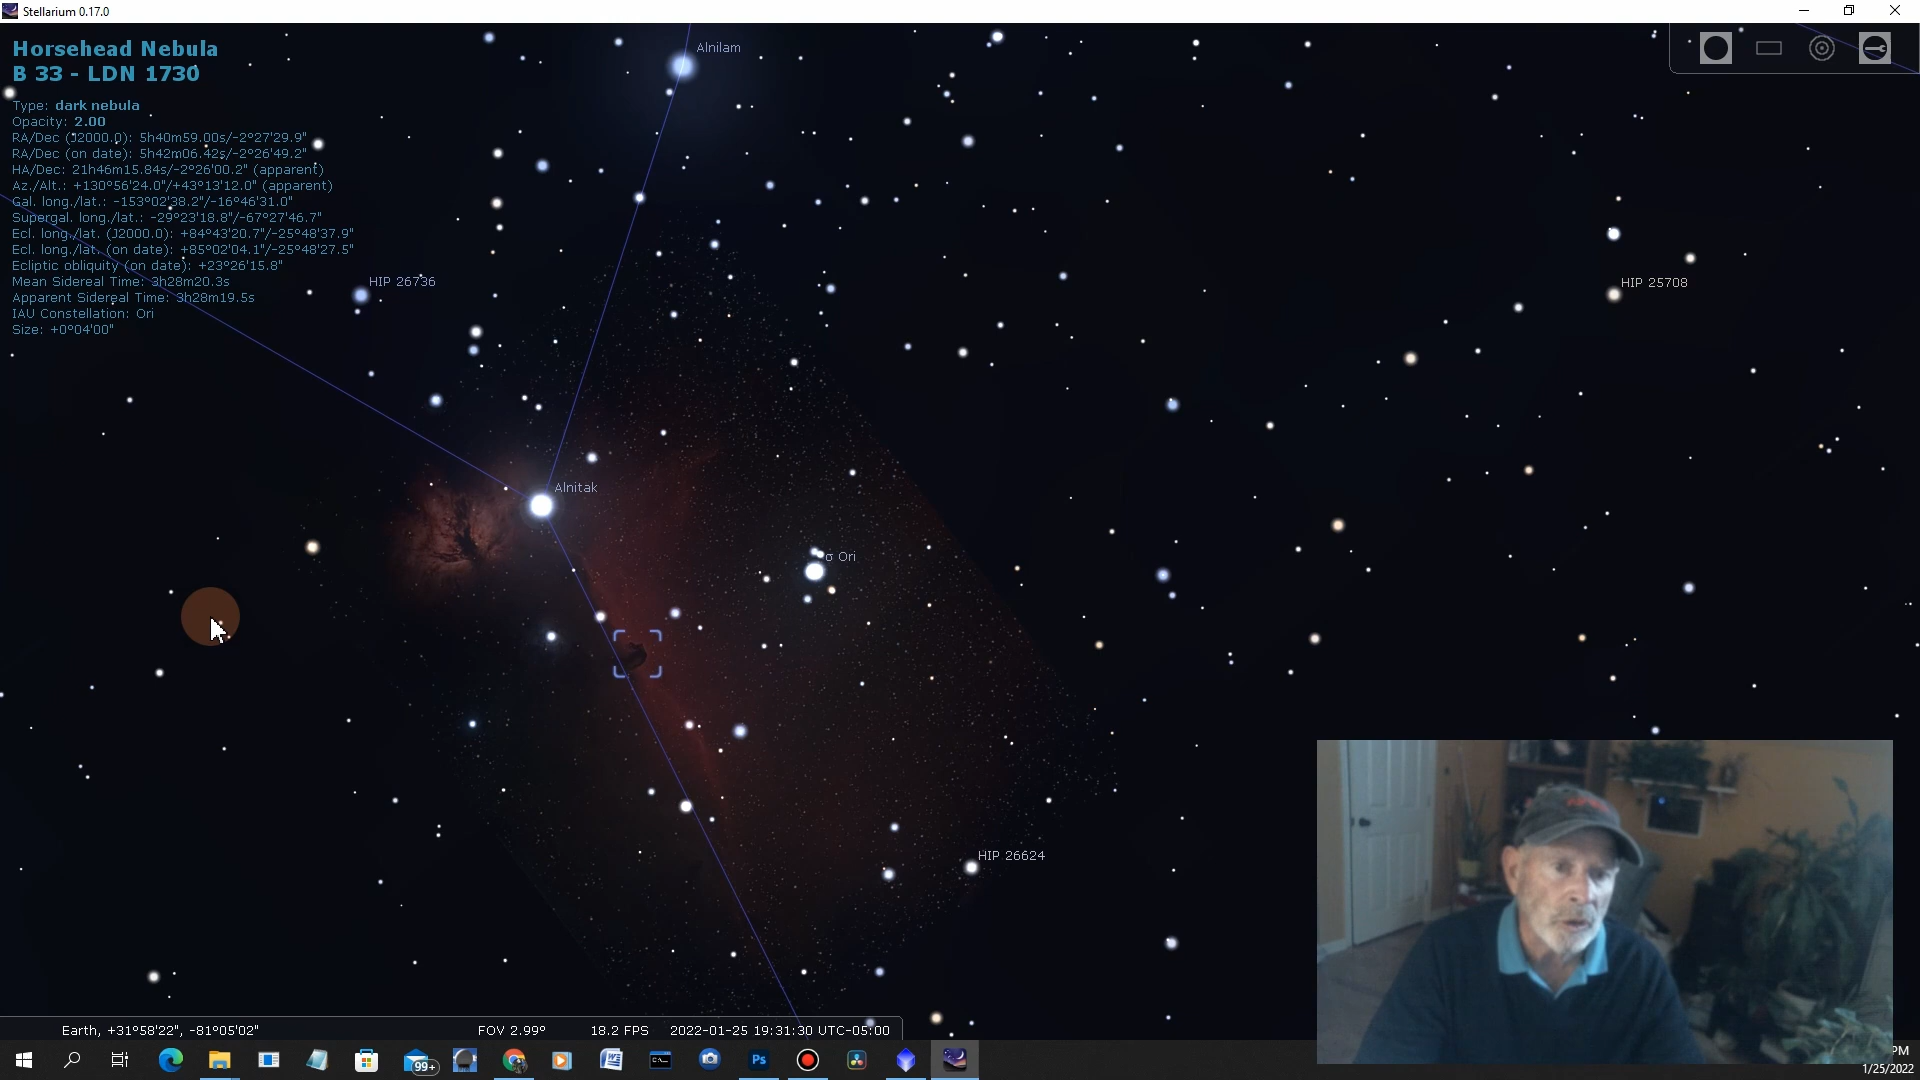 Stellarium 0.17.0
Horsehead Nebula
B 33 - LDN 1730
Type: dark nebula
Opacity: 2.00
RA/Dec (J2000.0): 5h40m59.00s/-2°27'29.9"
RA/Dec (on date): 5h42m06.42s/-2°26'49.2"
HA/Dec: 21h46m15.84s/-2°26'00.2" (apparent)
Az./Alt.: +130°56'24.0"/+43°13'12.0" (apparent)
Gal. long./lat.: -153°02'38.2"/-16°46'31.0"
Supergal. long./lat.: -29°23'18.8"/-67°27'46.7"
Ecl. long./lat. (J2000.0): +84°43'20.7"/-25°48'37.9"
Ecl. long./lat. (on date): +85°02'04.1"/-25°48'27.5"
Ecliptic obliquity (on date): +23°26'15.8"
Mean Sidereal Time: 3h28m20.3s
Apparent Sidereal Time: 3h28m19.5s
IAU Constellation: Ori
Size: +0°04'00"
Alnilam
HIP 26736
HIP 25708
Alnitak
σ Ori
HIP 26624
Earth, +31°58'22", -81°05'02" FOV 2.99° 18.2 FPS 2022-01-25 19:31:30 UTC-05:00
99+
Ps
PM
1/25/2022